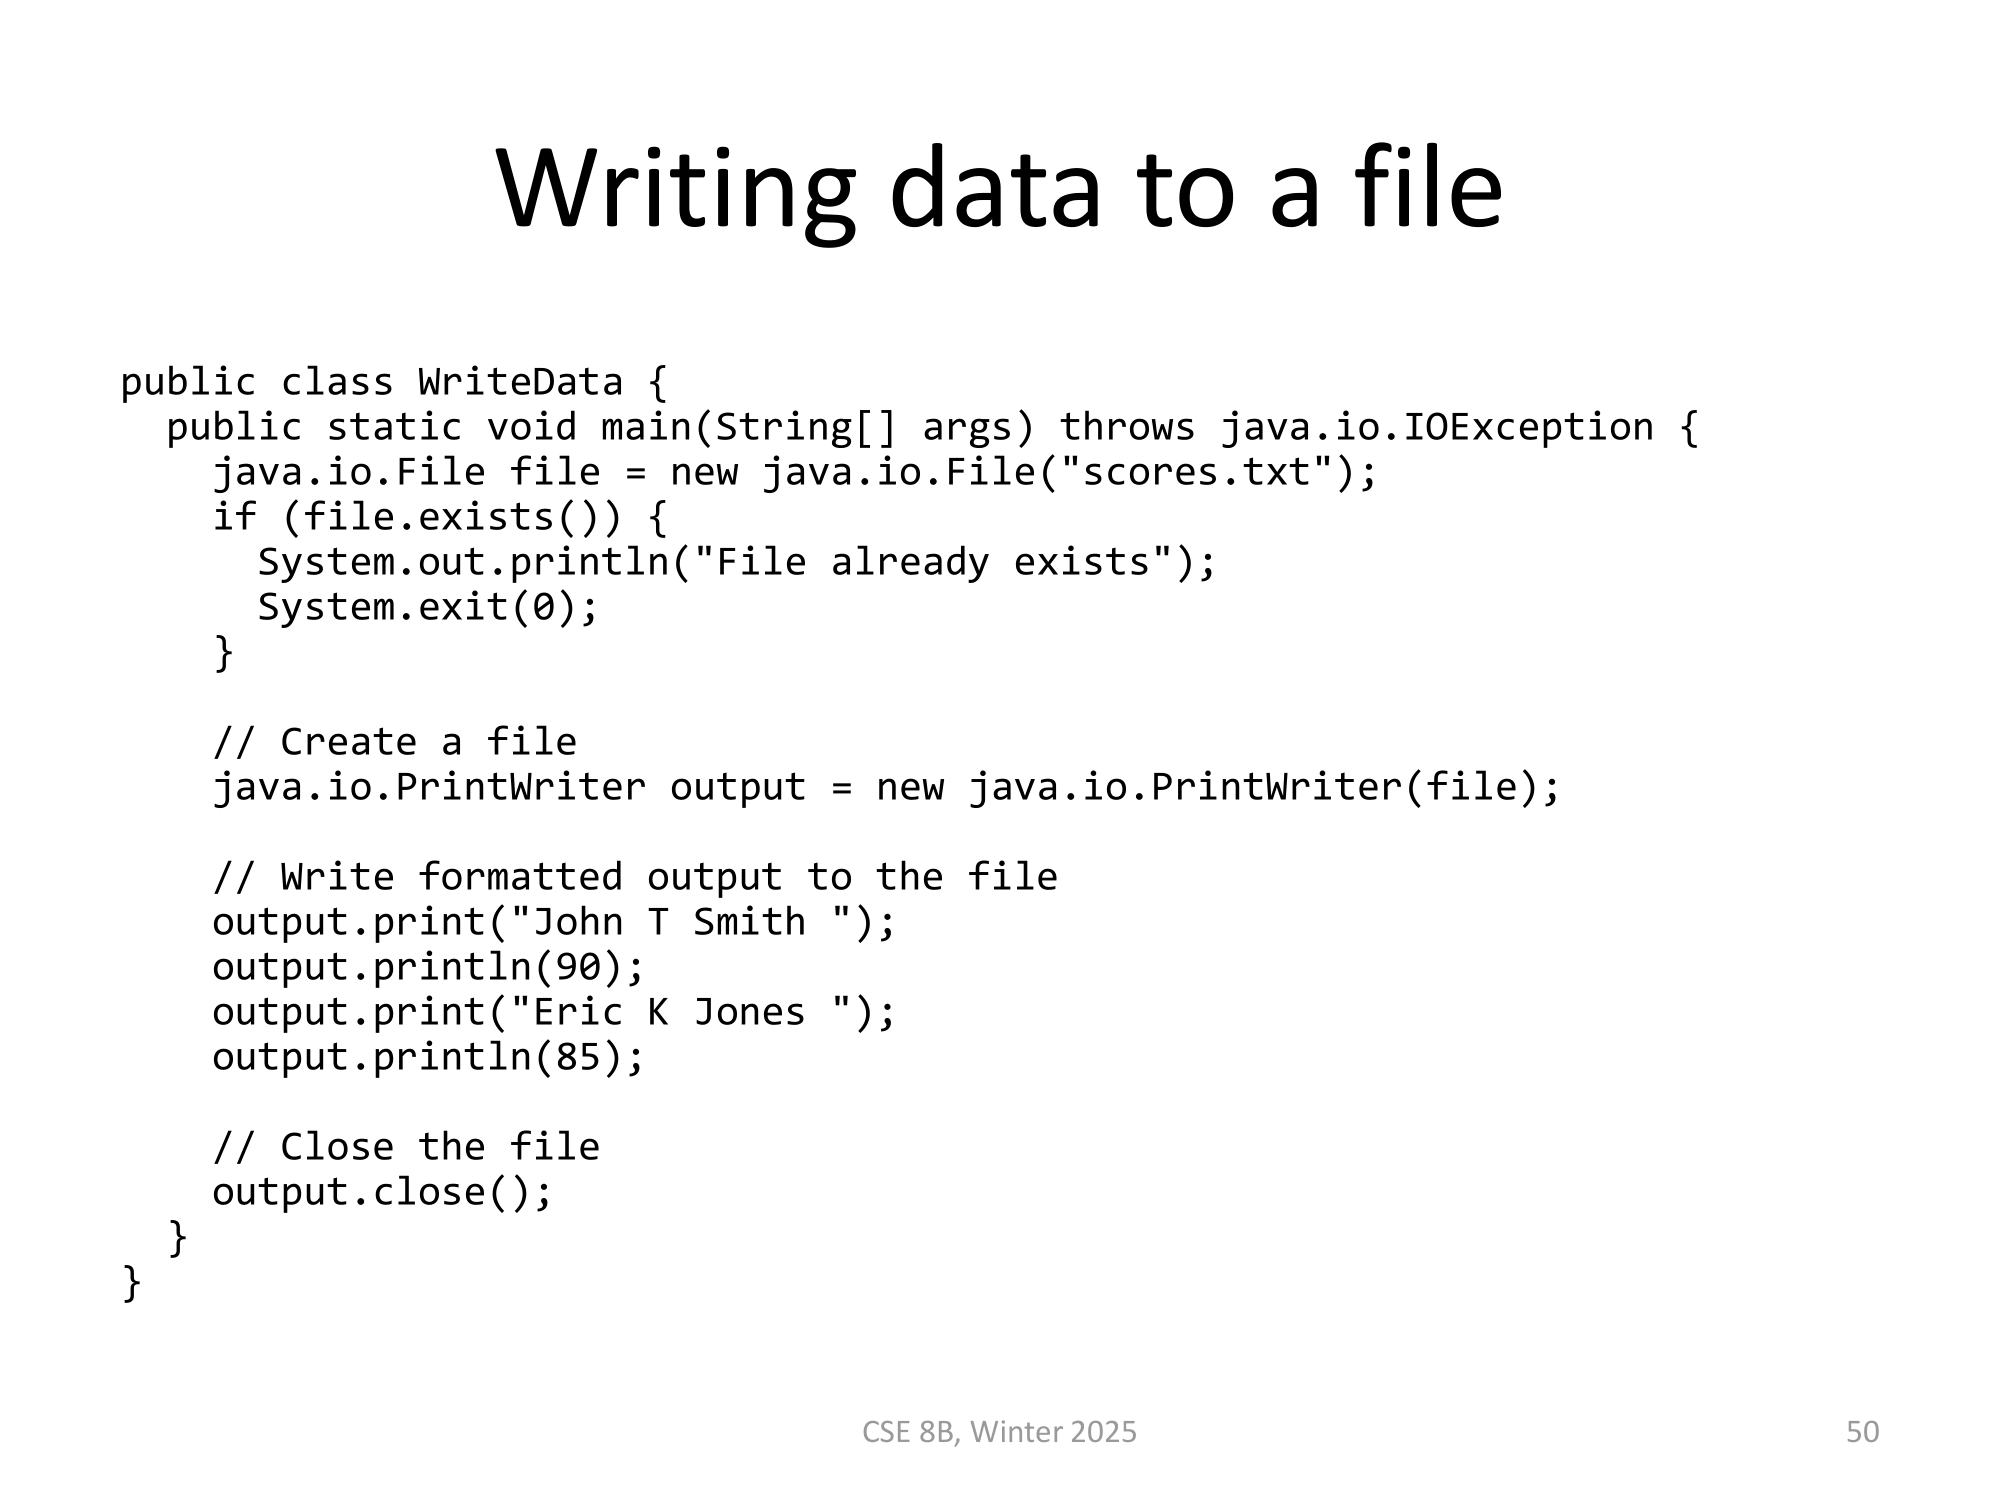 Writing data to a file
public class WriteData {
  public static void main(String[] args) throws java.io.IOException {
    java.io.File file = new java.io.File("scores.txt");
    if (file.exists()) {
      System.out.println("File already exists");
      System.exit(0);
    }

    // Create a file
    java.io.PrintWriter output = new java.io.PrintWriter(file);

    // Write formatted output to the file
    output.print("John T Smith ");
    output.println(90);
    output.print("Eric K Jones ");
    output.println(85);

    // Close the file
    output.close();
  }
}
CSE 8B, Winter 2025
50